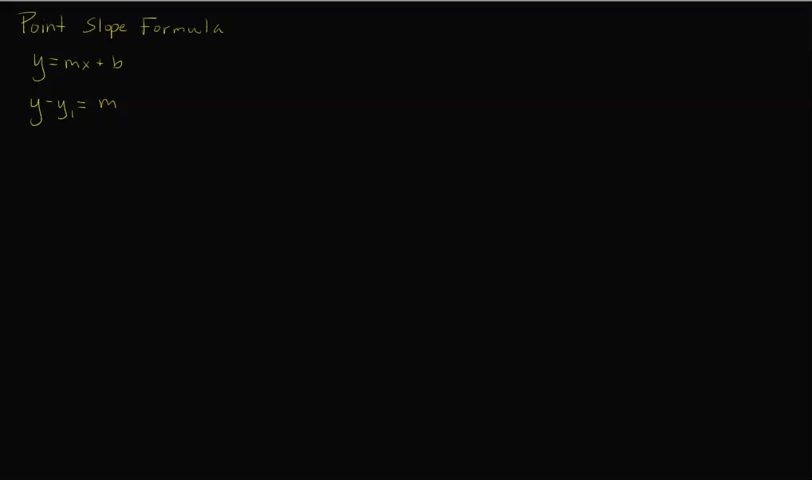 Point Slope Formula
y = mx + b
y - y₁ = m